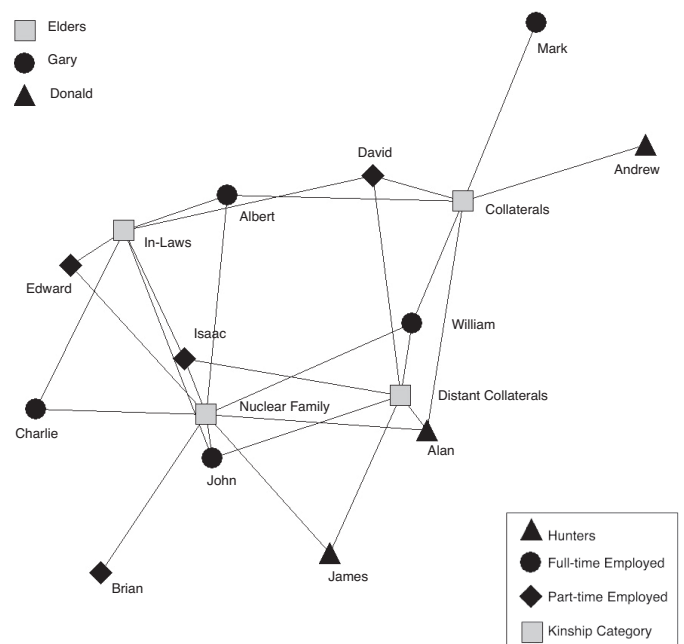 Elders
Gary
Donald
Mark
Andrew
David
Albert
Collaterals
In-Laws
Edward
Isaac
William
Nuclear Family
Distant Collaterals
Charlie
Alan
John
James
Brian
Hunters
Full-time Employed
Part-time Employed
Kinship Category